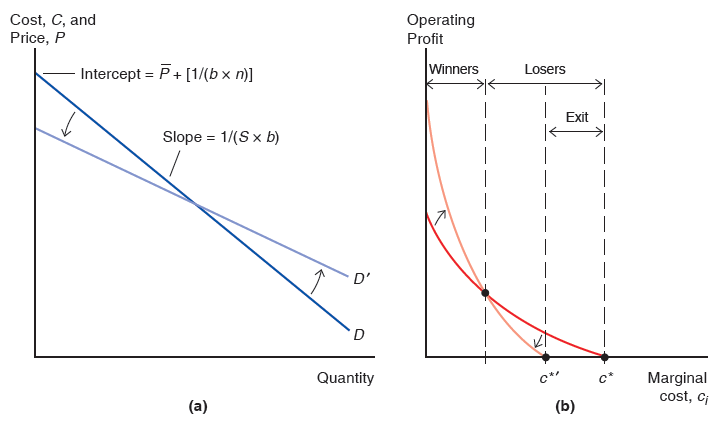 Cost, C, and
Price, P
Intercept = P̅ + [1/(b × n)]
Slope = 1/(S × b)
D′
D
Quantity
(a)
Operating
Profit
Winners
Losers
Exit
c*′
c*
Marginal
cost, cᵢ
(b)